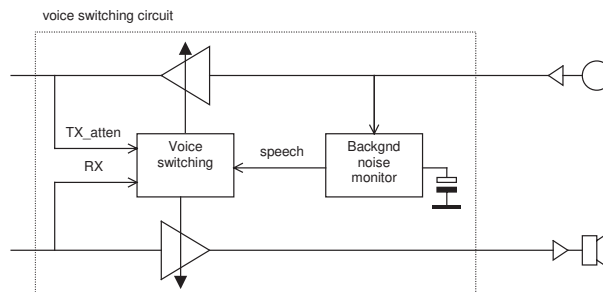 voice switching circuit
TX_atten
RX
Voice
switching
speech
Backgnd
noise
monitor